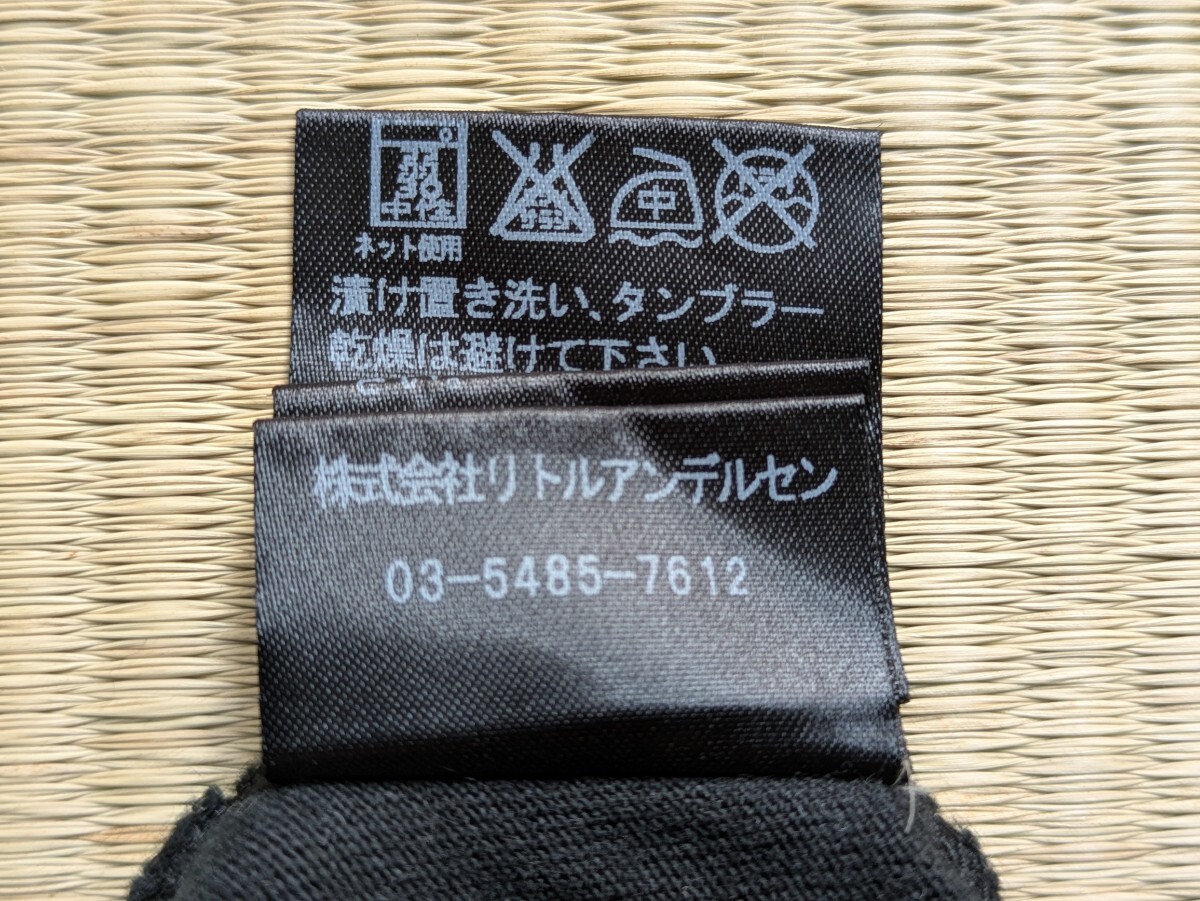 弱
30
中性
中
ネット使用
漬け置き洗い、タンブラー
乾燥は避けて下さい
株式会社リトルアンデルセン
03-5485-7612